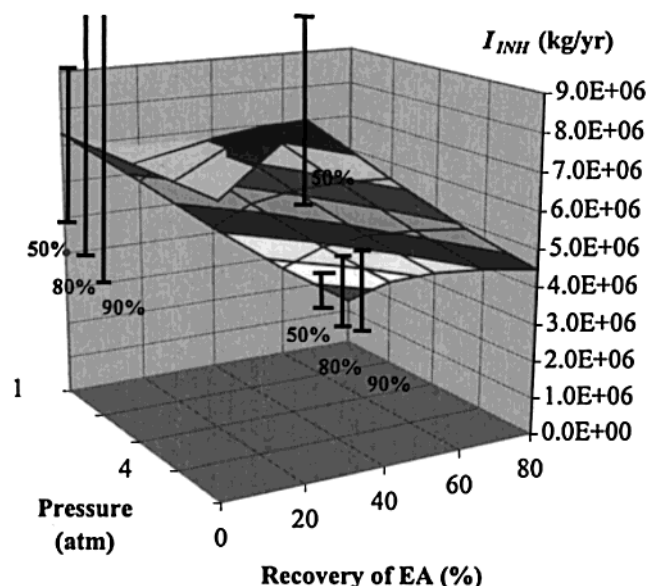 I_INH (kg/yr)
9.0E+06
8.0E+06
7.0E+06
6.0E+06
5.0E+06
4.0E+06
3.0E+06
2.0E+06
1.0E+06
0.0E+00
50%
50%
80%
90%
50%
80%
90%
1
4
Pressure
(atm)
0
20
40
60
80
Recovery of EA (%)